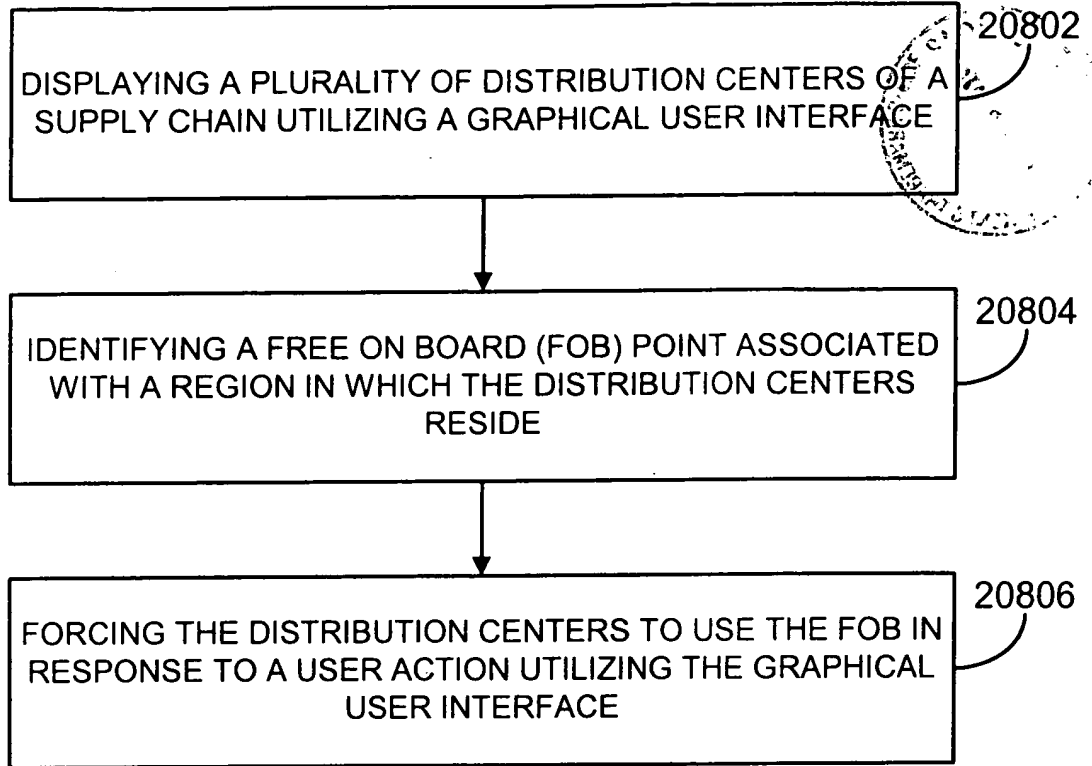 20802
DISPLAYING A PLURALITY OF DISTRIBUTION CENTERS OF A
SUPPLY CHAIN UTILIZING A GRAPHICAL USER INTERFACE
20804
IDENTIFYING A FREE ON BOARD (FOB) POINT ASSOCIATED
WITH A REGION IN WHICH THE DISTRIBUTION CENTERS
RESIDE
20806
FORCING THE DISTRIBUTION CENTERS TO USE THE FOB IN
RESPONSE TO A USER ACTION UTILIZING THE GRAPHICAL
USER INTERFACE